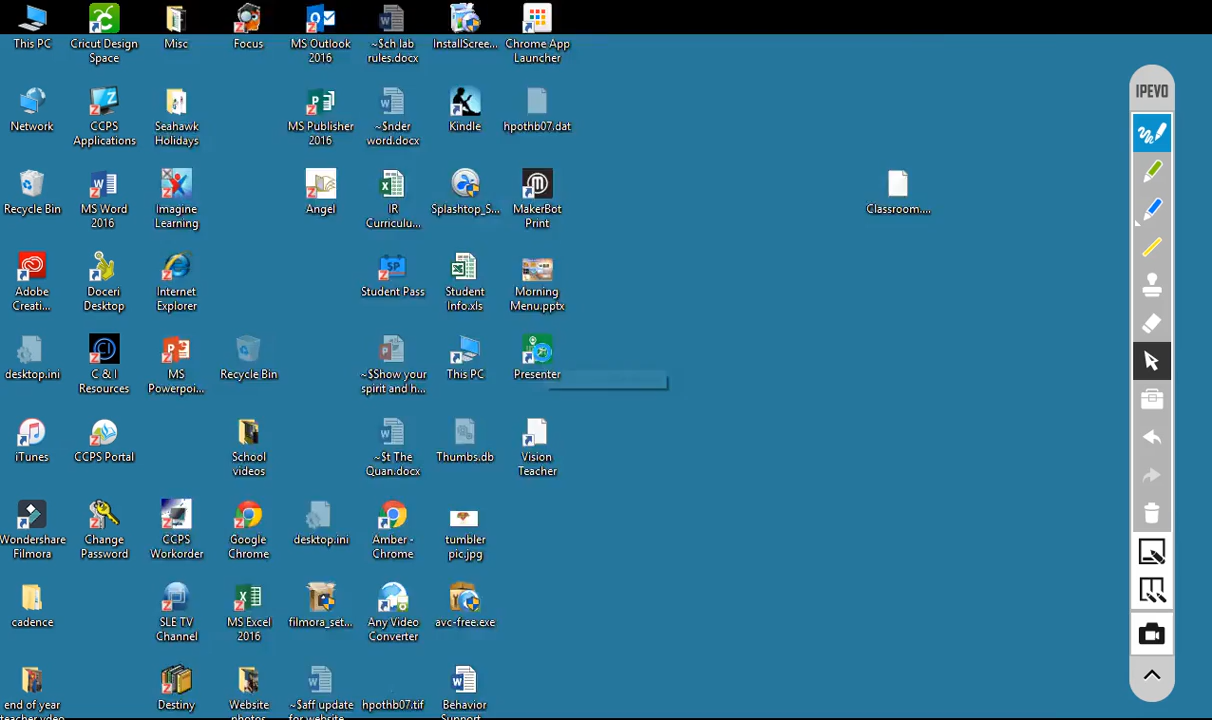 This PC
Cricut Design
Space
Misc
Focus
MS Outlook
2016
~$ch lab
rules.docx
InstallScree...
Chrome App
Launcher
IPEVO
Network
CCPS
Applications
Seahawk
Holidays
MS Publisher
2016
~$nder
word.docx
Kindle
hpothb07.dat
Recycle Bin
MS Word
2016
Imagine
Learning
Angel
IR
Curriculu...
Splashtop_S...
MakerBot
Print
Classroom....
Adobe
Creati...
Doceri
Desktop
Internet
Explorer
Student Pass
Student
Info.xls
Morning
Menu.pptx
desktop.ini
C & I
Resources
MS
Powerpoi...
Recycle Bin
~$Show your
spirit and h...
This PC
Presenter
iTunes
CCPS Portal
School
videos
~$t The
Quan.docx
Thumbs.db
Vision
Teacher
Wondershare
Filmora
Change
Password
CCPS
Workorder
Google
Chrome
desktop.ini
Amber -
Chrome
tumbler
pic.jpg
cadence
SLE TV
Channel
MS Excel
2016
filmora_set...
Any Video
Converter
avc-free.exe
end of year
teacher video
Destiny
Website
photos
~$aff update
for website
hpothb07.tif
Behavior
Support